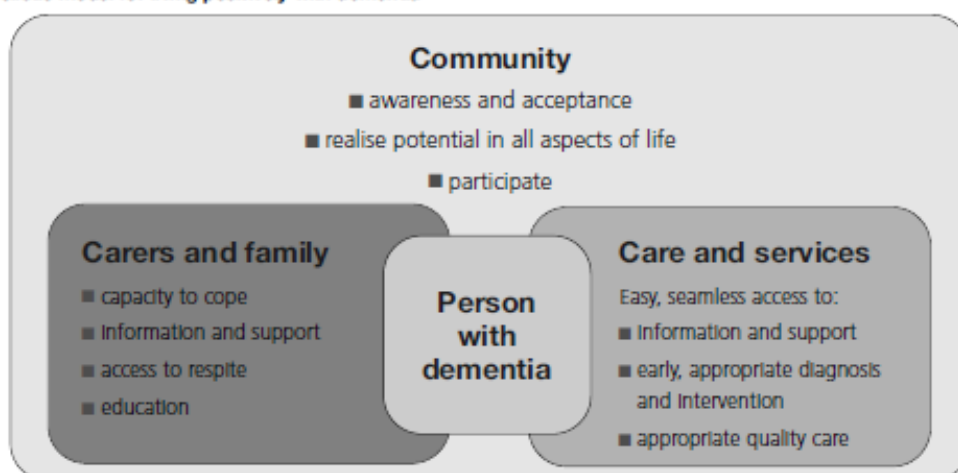 Community
■ awareness and acceptance
■ realise potential in all aspects of life
■ participate
Carers and family
■ capacity to cope
■ information and support
■ access to respite
■ education
Person
with
dementia
Care and services
Easy, seamless access to:
■ information and support
■ early, appropriate diagnosis
and intervention
■ appropriate quality care